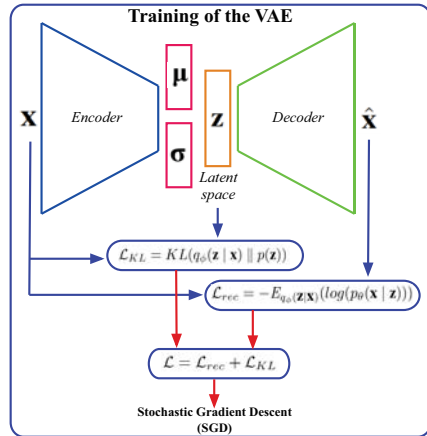 Training of the VAE
x
Encoder
μ
σ
z
Decoder
x̂
Latent
space
ℒ_KL = KL(q_ϕ(z | x) ∥ p(z))
ℒ_rec = −E_{q_ϕ(z|x)}(log(p_θ(x | z)))
ℒ = ℒ_rec + ℒ_KL
Stochastic Gradient Descent
(SGD)